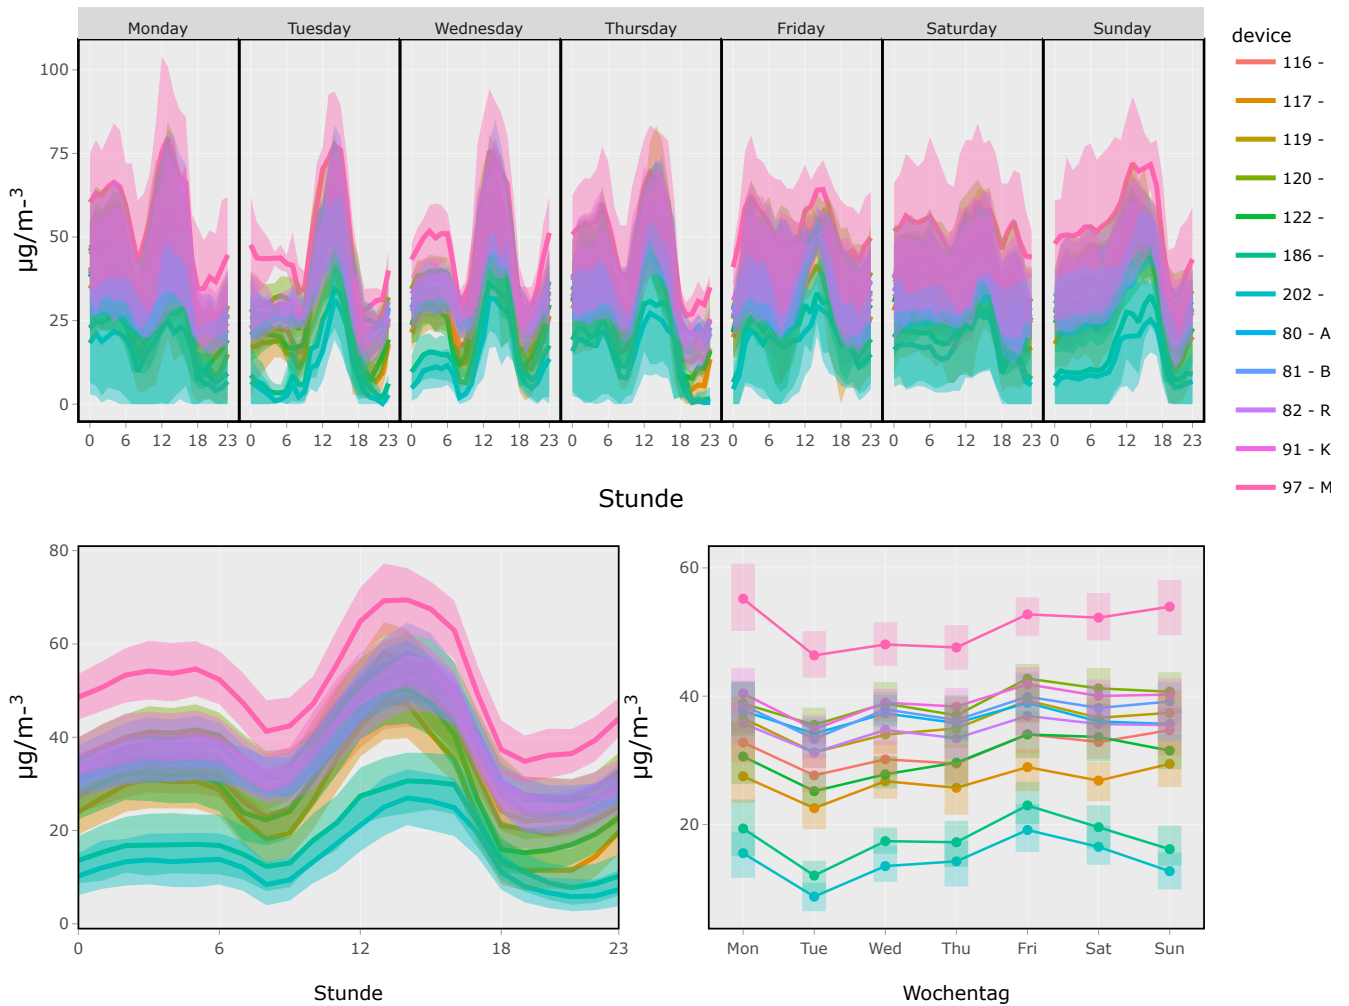 Monday Tuesday Wednesday Thursday Friday Saturday Sunday
device
116 -
117 -
119 -
120 -
122 -
186 -
202 -
80 - A
81 - B
82 - R
91 - K
97 - M
µg/m-³
100
75
50
25
0
0 6 12 18 23 0 6 12 18 23 0 6 12 18 23 0 6 12 18 23 0 6 12 18 23 0 6 12 18 23 0 6 12 18 23
Stunde
µg/m-³
80
60
40
20
0
0 6 12 18 23
Stunde
µg/m-³
60
40
20
Mon Tue Wed Thu Fri Sat Sun
Wochentag